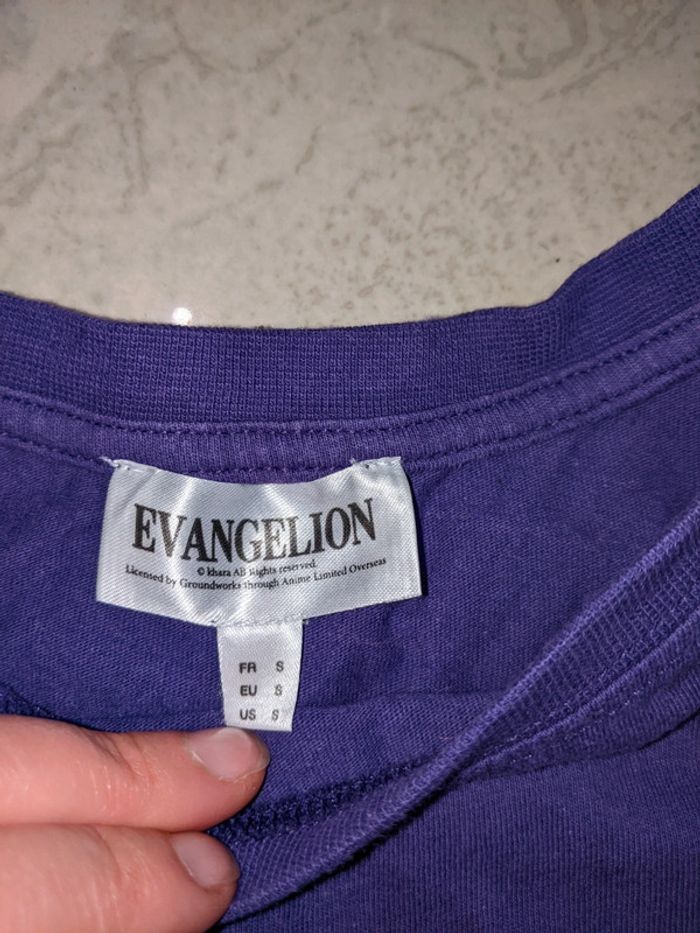 EVANGELION
© khara All Rights reserved.
Licensed by Groundworks through Anime Limited Overseas
FR S
EU S
US S